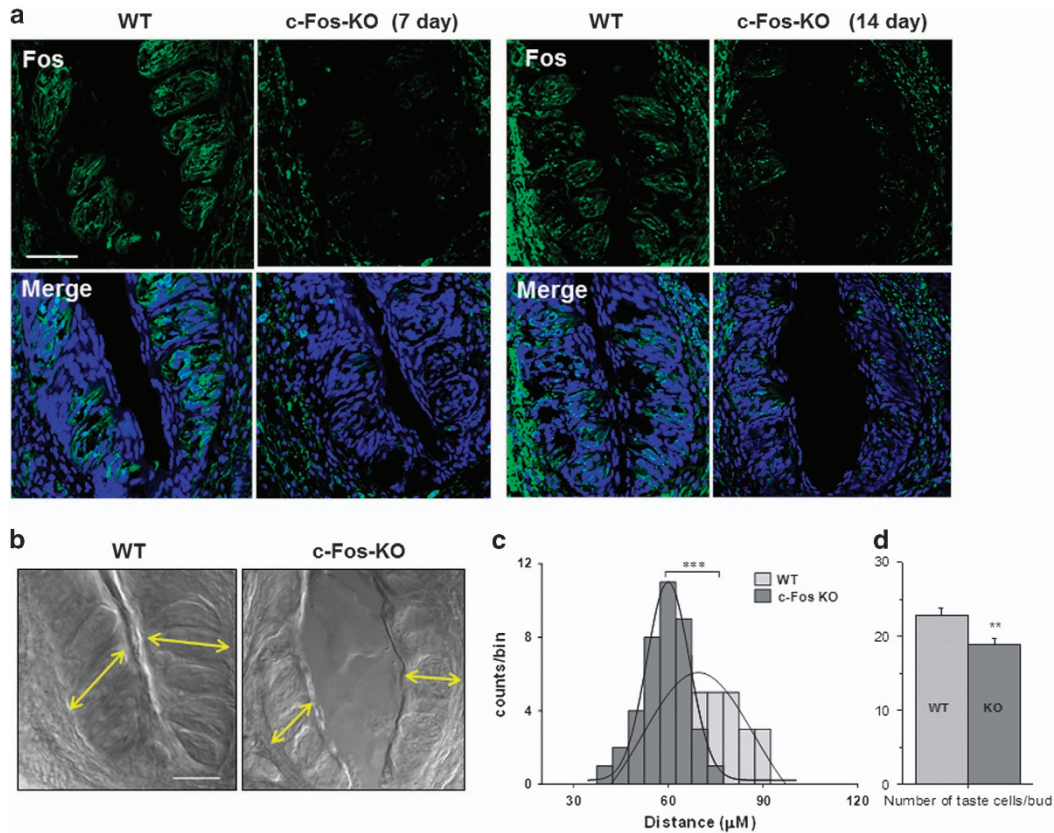 a
WT c-Fos-KO (7 day) WT c-Fos-KO (14 day)
Fos Fos
Merge Merge
b
WT c-Fos-KO
c
12
8
4
0
counts/bin
***
WT
c-Fos KO
30 60 90 120
Distance (μM)
d
30
20
10
0
**
WT KO
Number of taste cells/bud